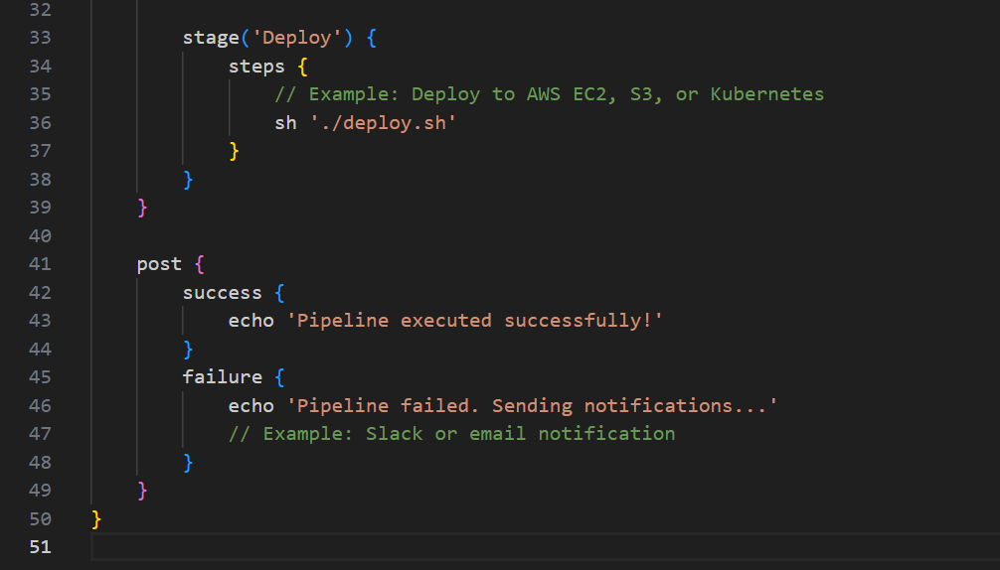 32
33 stage('Deploy') {
34 steps {
35 // Example: Deploy to AWS EC2, S3, or Kubernetes
36 sh './deploy.sh'
37 }
38 }
39 }
40
41 post {
42 success {
43 echo 'Pipeline executed successfully!'
44 }
45 failure {
46 echo 'Pipeline failed. Sending notifications...'
47 // Example: Slack or email notification
48 }
49 }
50 }
51